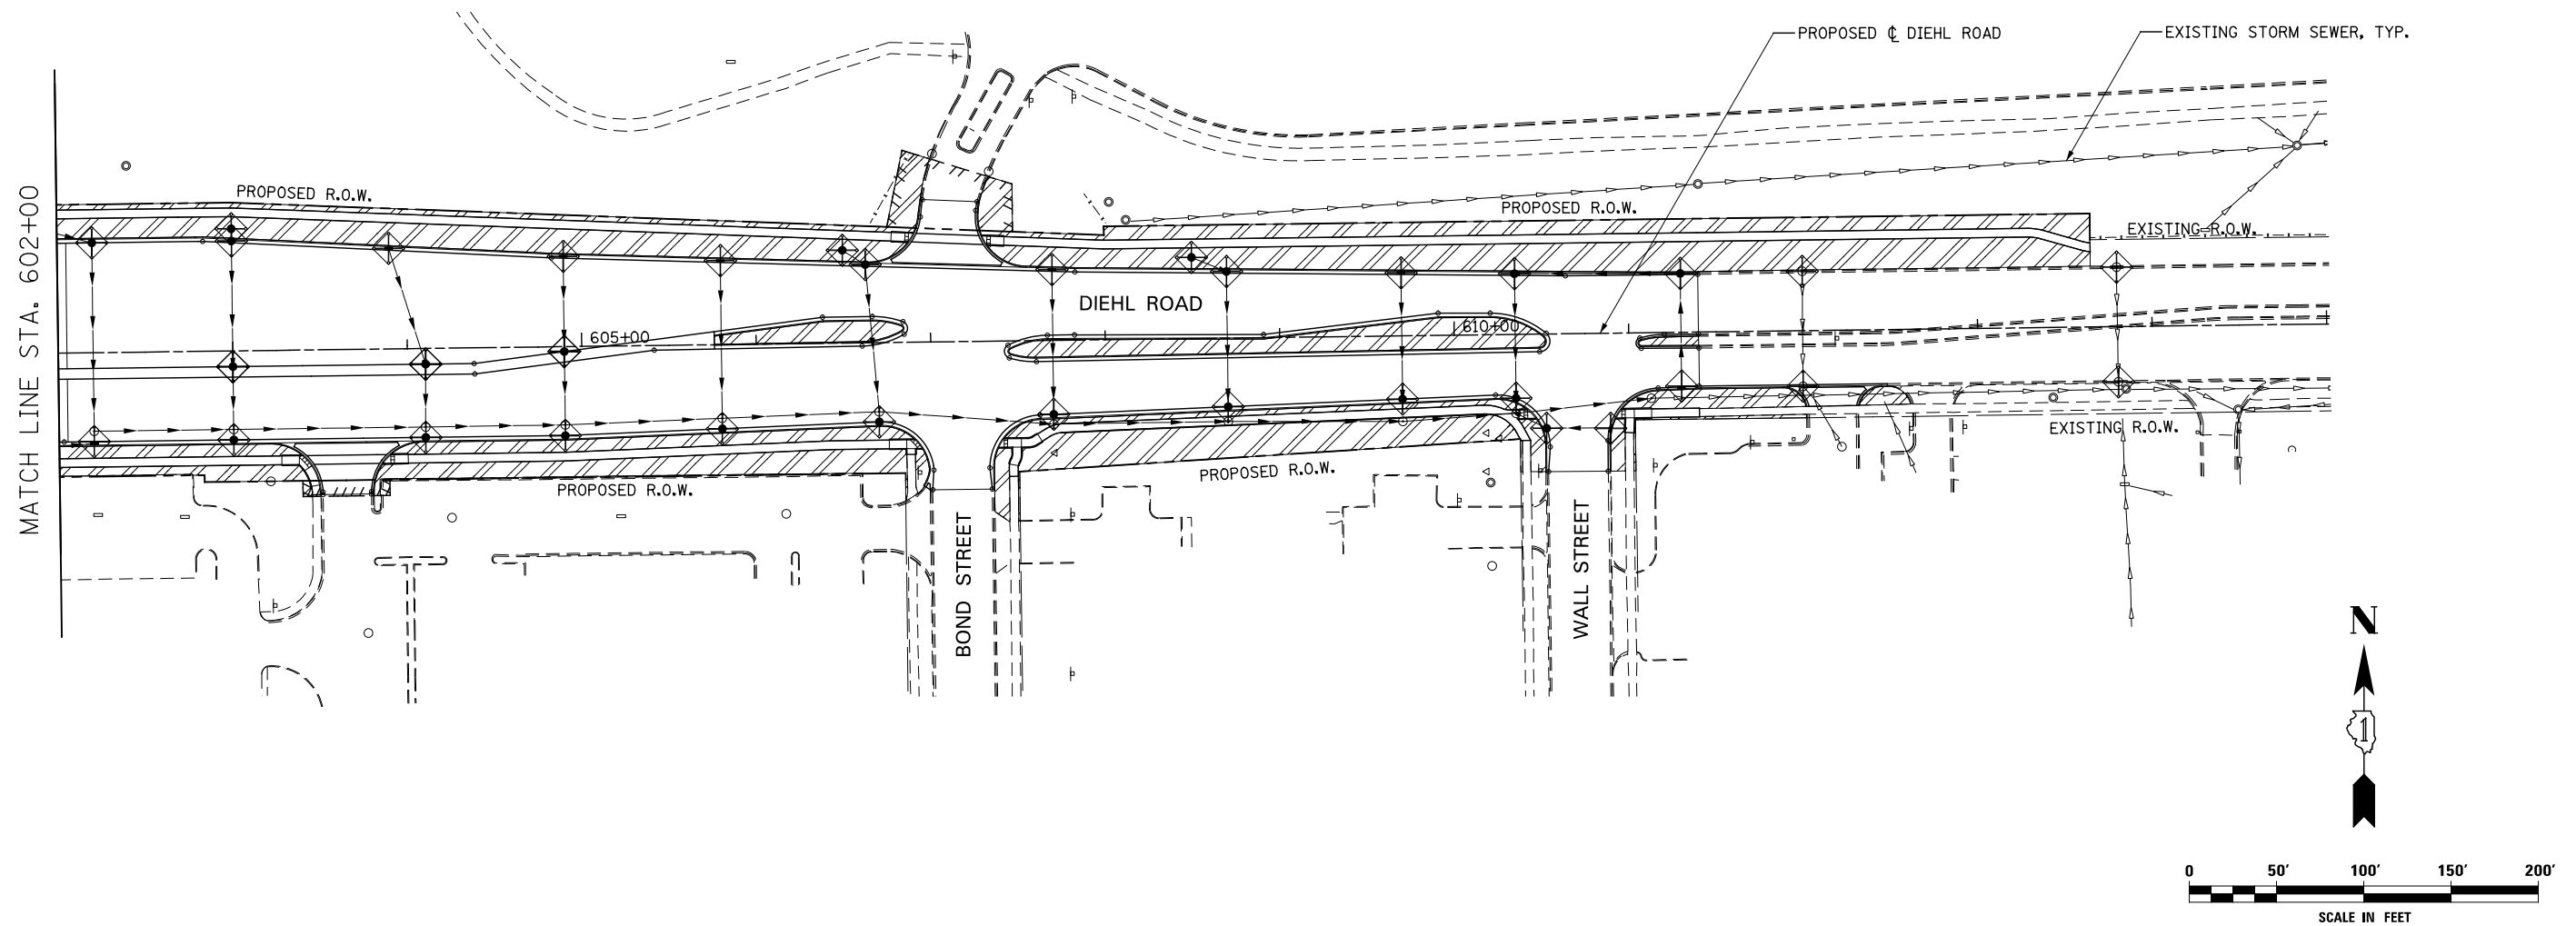 PROPOSED ℄ DIEHL ROAD
EXISTING STORM SEWER, TYP.
MATCH LINE STA. 602+00
PROPOSED R.O.W.
PROPOSED R.O.W.
EXISTING R.O.W.
DIEHL ROAD
605+00
610+00
EXISTING R.O.W.
PROPOSED R.O.W.
PROPOSED R.O.W.
BOND STREET
WALL STREET
N
1
0 50' 100' 150' 200'
SCALE IN FEET